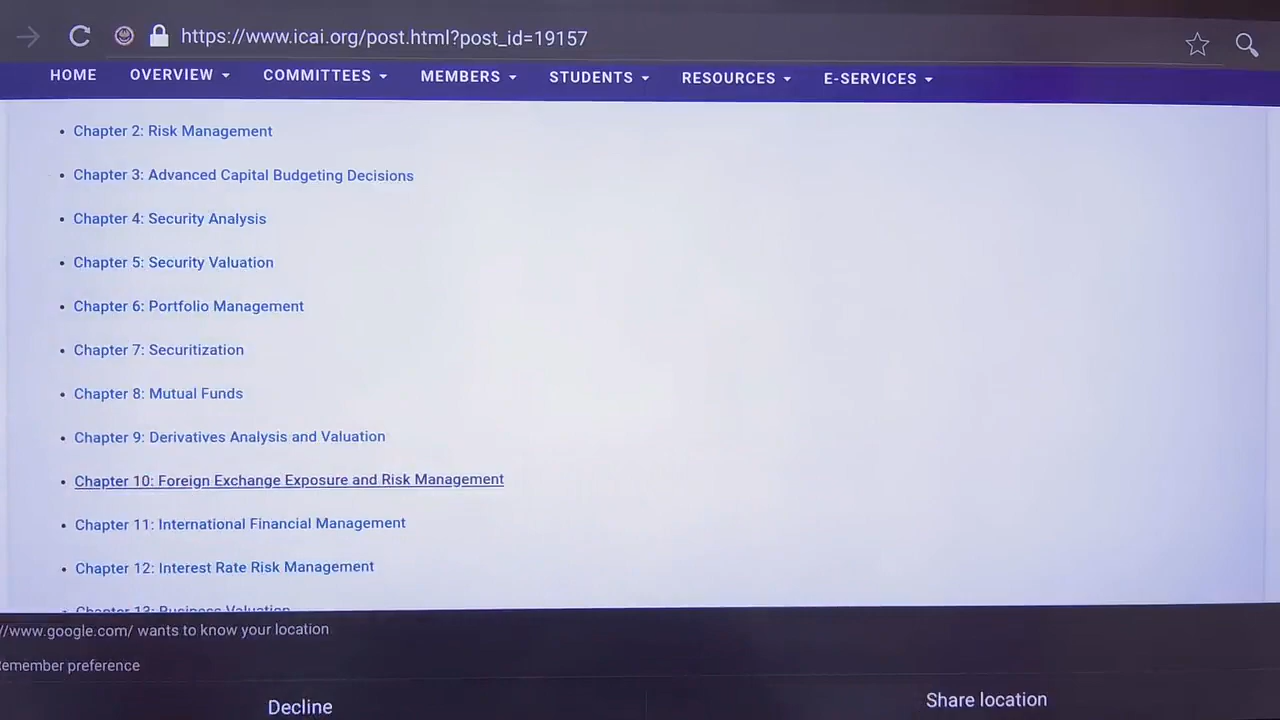 https://www.icai.org/post.html?post_id=19157
HOME OVERVIEW COMMITTEES MEMBERS STUDENTS RESOURCES E-SERVICES
• Chapter 2: Risk Management
• Chapter 3: Advanced Capital Budgeting Decisions
• Chapter 4: Security Analysis
• Chapter 5: Security Valuation
• Chapter 6: Portfolio Management
• Chapter 7: Securitization
• Chapter 8: Mutual Funds
• Chapter 9: Derivatives Analysis and Valuation
• Chapter 10: Foreign Exchange Exposure and Risk Management
• Chapter 11: International Financial Management
• Chapter 12: Interest Rate Risk Management
• Chapter 13: Business Valuation
//www.google.com/ wants to know your location
emember preference
Decline Share location